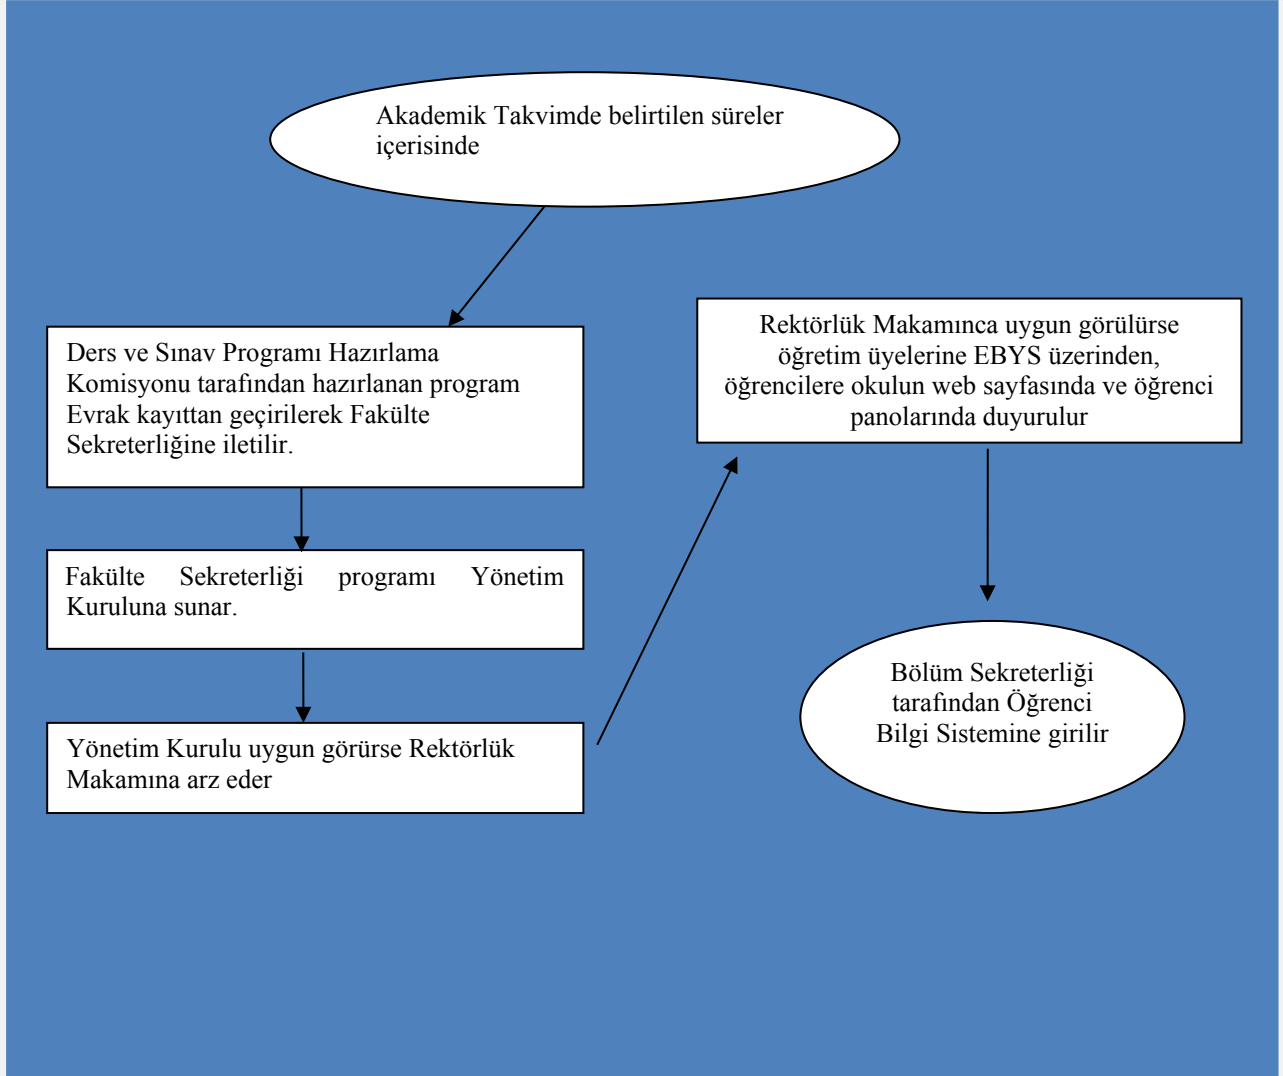 Akademik Takvimde belirtilen süreler
içerisinde
Ders ve Sınav Programı Hazırlama
Komisyonu tarafından hazırlanan program
Evrak kayıttan geçirilerek Fakülte
Sekreterliğine iletilir.
Fakülte Sekreterliği programı Yönetim
Kuruluna sunar.
Yönetim Kurulu uygun görürse Rektörlük
Makamına arz eder
Rektörlük Makamınca uygun görülürse
öğretim üyelerine EBYS üzerinden,
öğrencilere okulun web sayfasında ve öğrenci
panolarında duyurulur
Bölüm Sekreterliği
tarafından Öğrenci
Bilgi Sistemine girilir